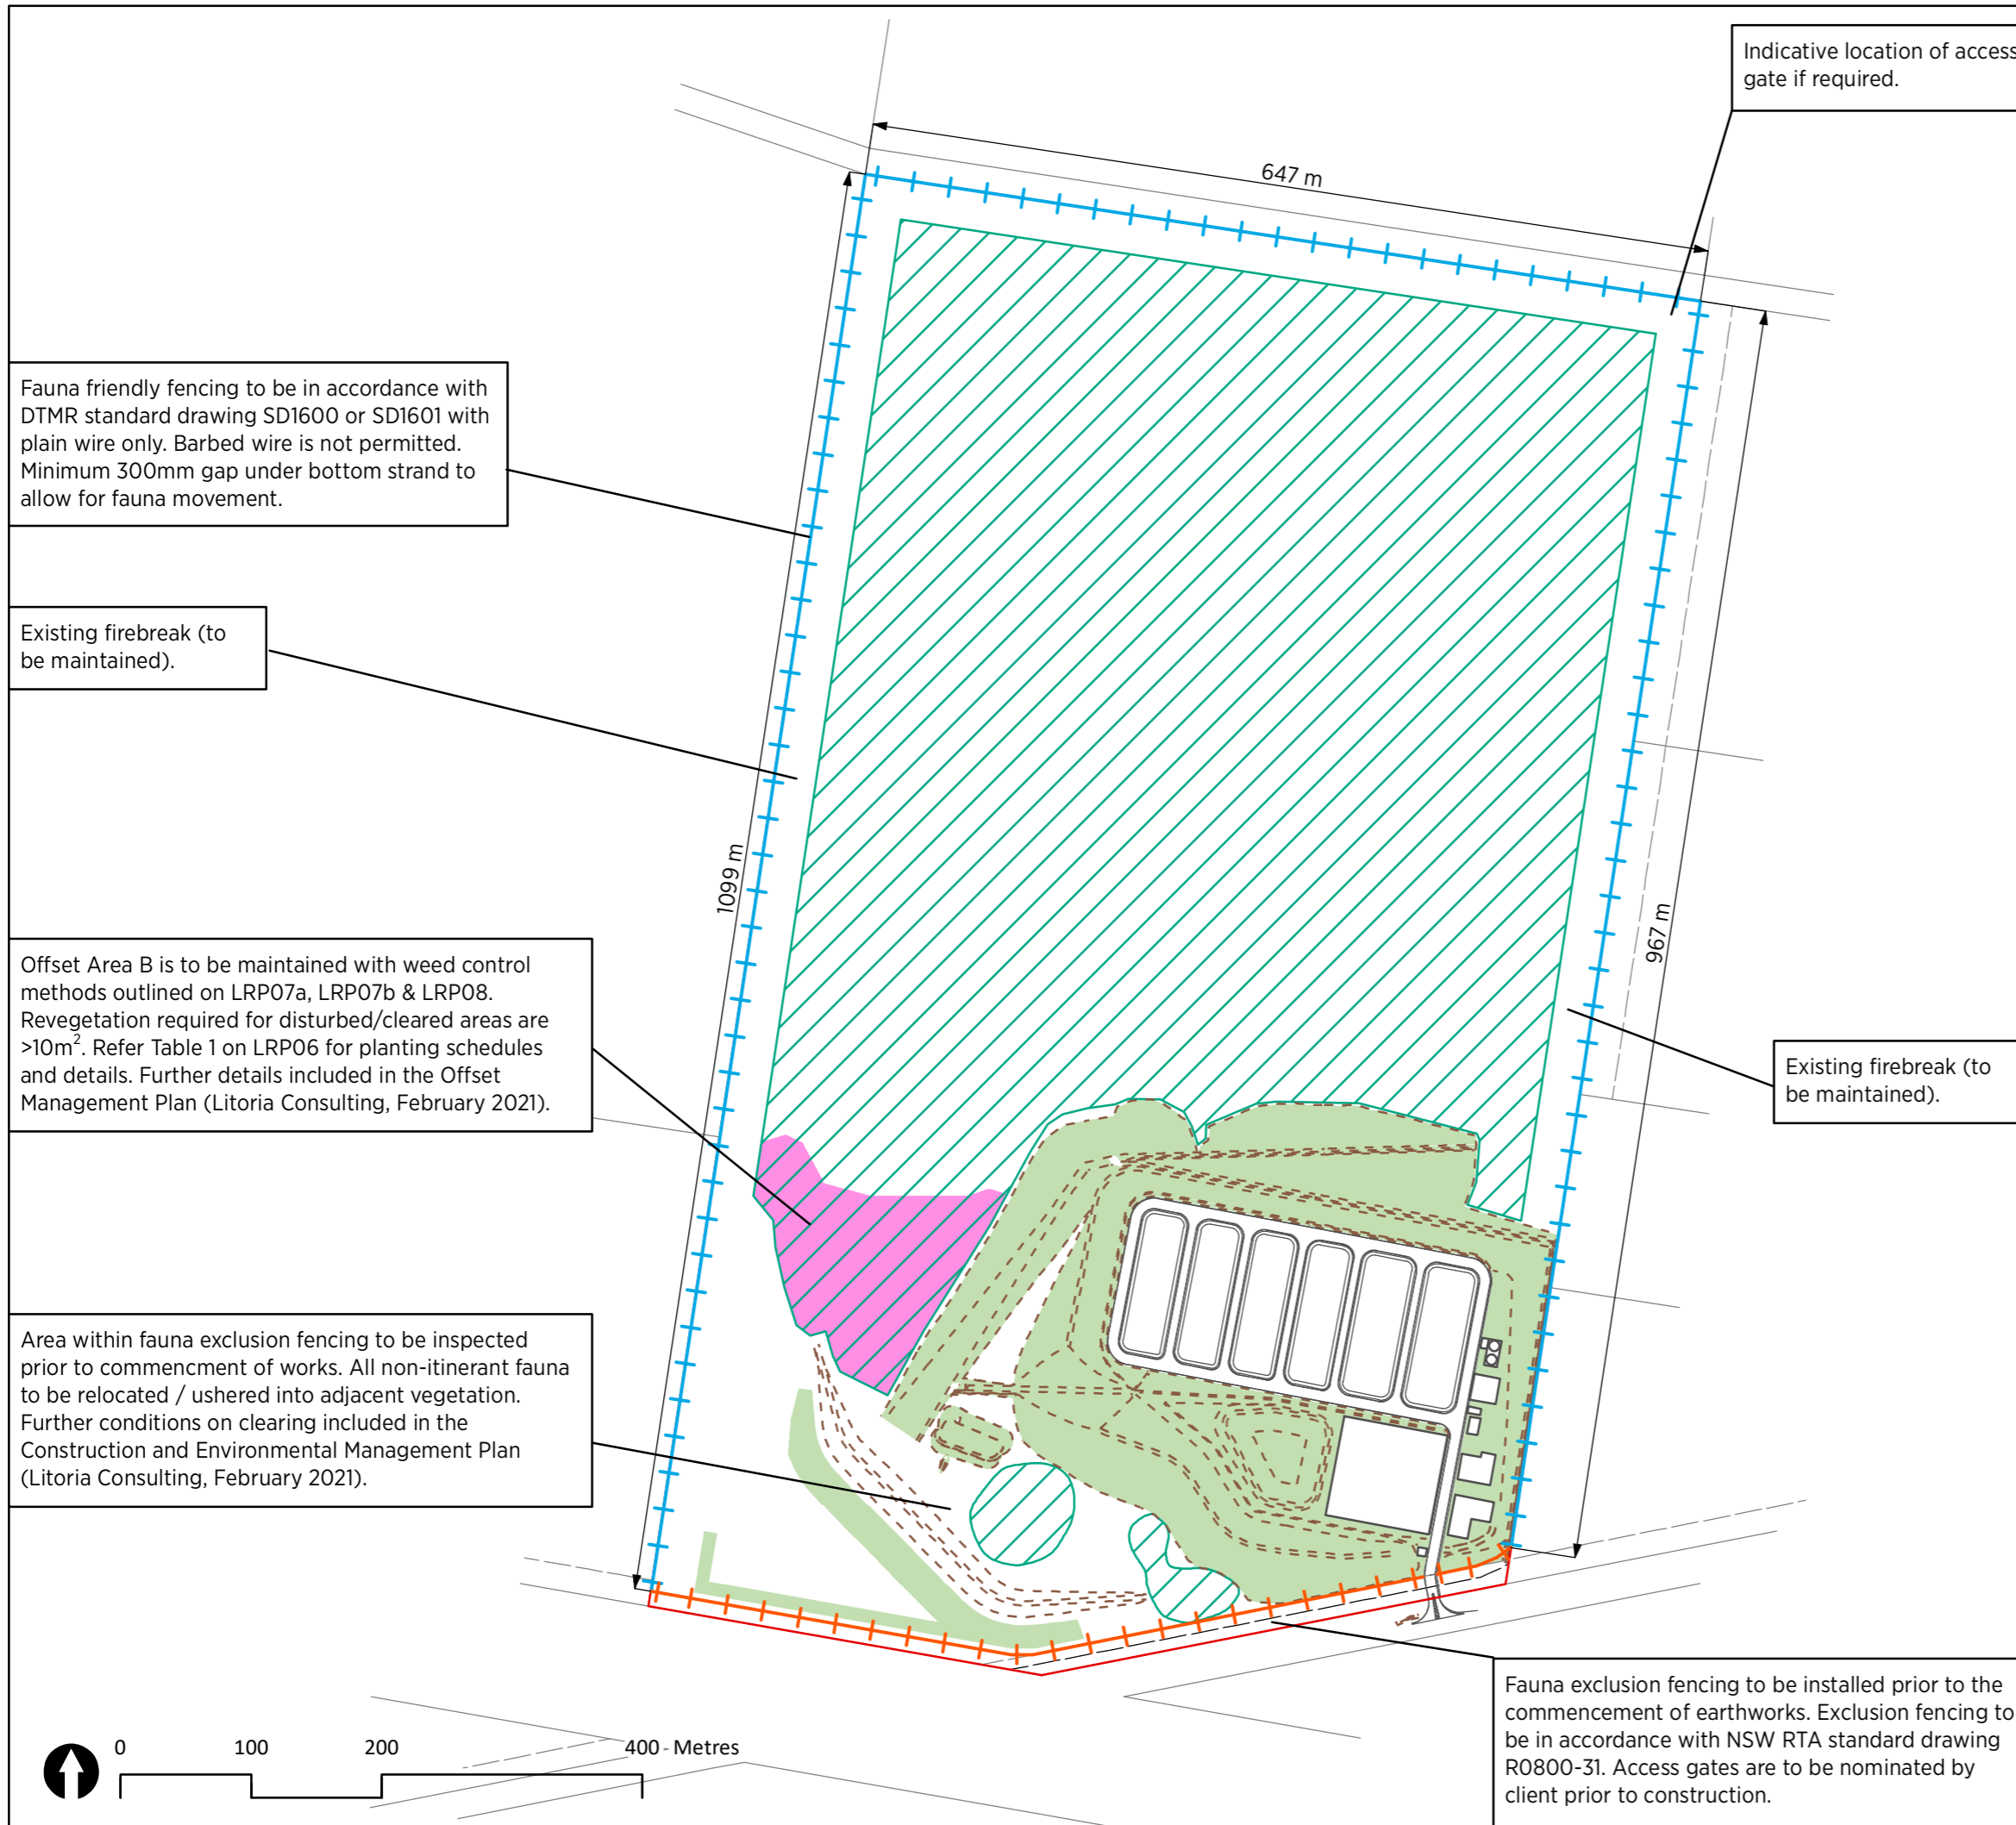 Indicative location of access
gate if required.
647 m
Fauna friendly fencing to be in accordance with
DTMR standard drawing SD1600 or SD1601 with
plain wire only. Barbed wire is not permitted.
Minimum 300mm gap under bottom strand to
allow for fauna movement.
Existing firebreak (to
be maintained).
1099 m
967 m
Offset Area B is to be maintained with weed control
methods outlined on LRP07a, LRP07b & LRP08.
Revegetation required for disturbed/cleared areas are
>10m². Refer Table 1 on LRP06 for planting schedules
and details. Further details included in the Offset
Management Plan (Litoria Consulting, February 2021).
Existing firebreak (to
be maintained).
Area within fauna exclusion fencing to be inspected
prior to commencment of works. All non-itinerant fauna
to be relocated / ushered into adjacent vegetation.
Further conditions on clearing included in the
Construction and Environmental Management Plan
(Litoria Consulting, February 2021).
Fauna exclusion fencing to be installed prior to the
commencement of earthworks. Exclusion fencing to
be in accordance with NSW RTA standard drawing
R0800-31. Access gates are to be nominated by
client prior to construction.
0 100 200 400 Metres